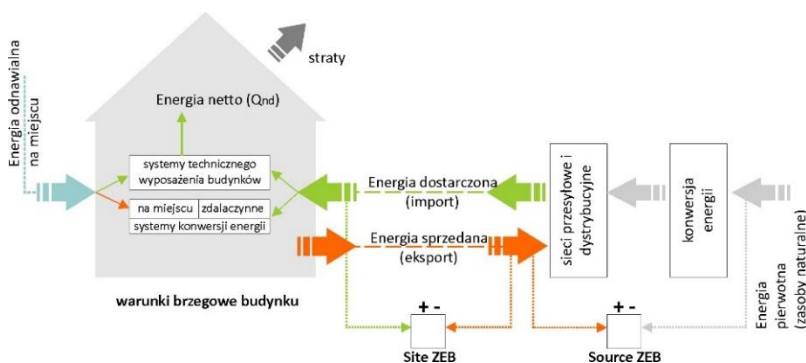 Energia odnawialna
na miejscu
straty
Energia netto (Qnd)
systemy technicznego
wyposażenia budynków
na miejscu
zdalaczynne
systemy konwersji energii
Energia dostarczona
(import)
Energia sprzedana
(eksport)
sieci przesyłowe i
dystrybucyjne
konwersja
energii
Energia
pierwotna
(zasoby naturalne)
warunki brzegowe budynku
+ -
Site ZEB
+ -
Source ZEB